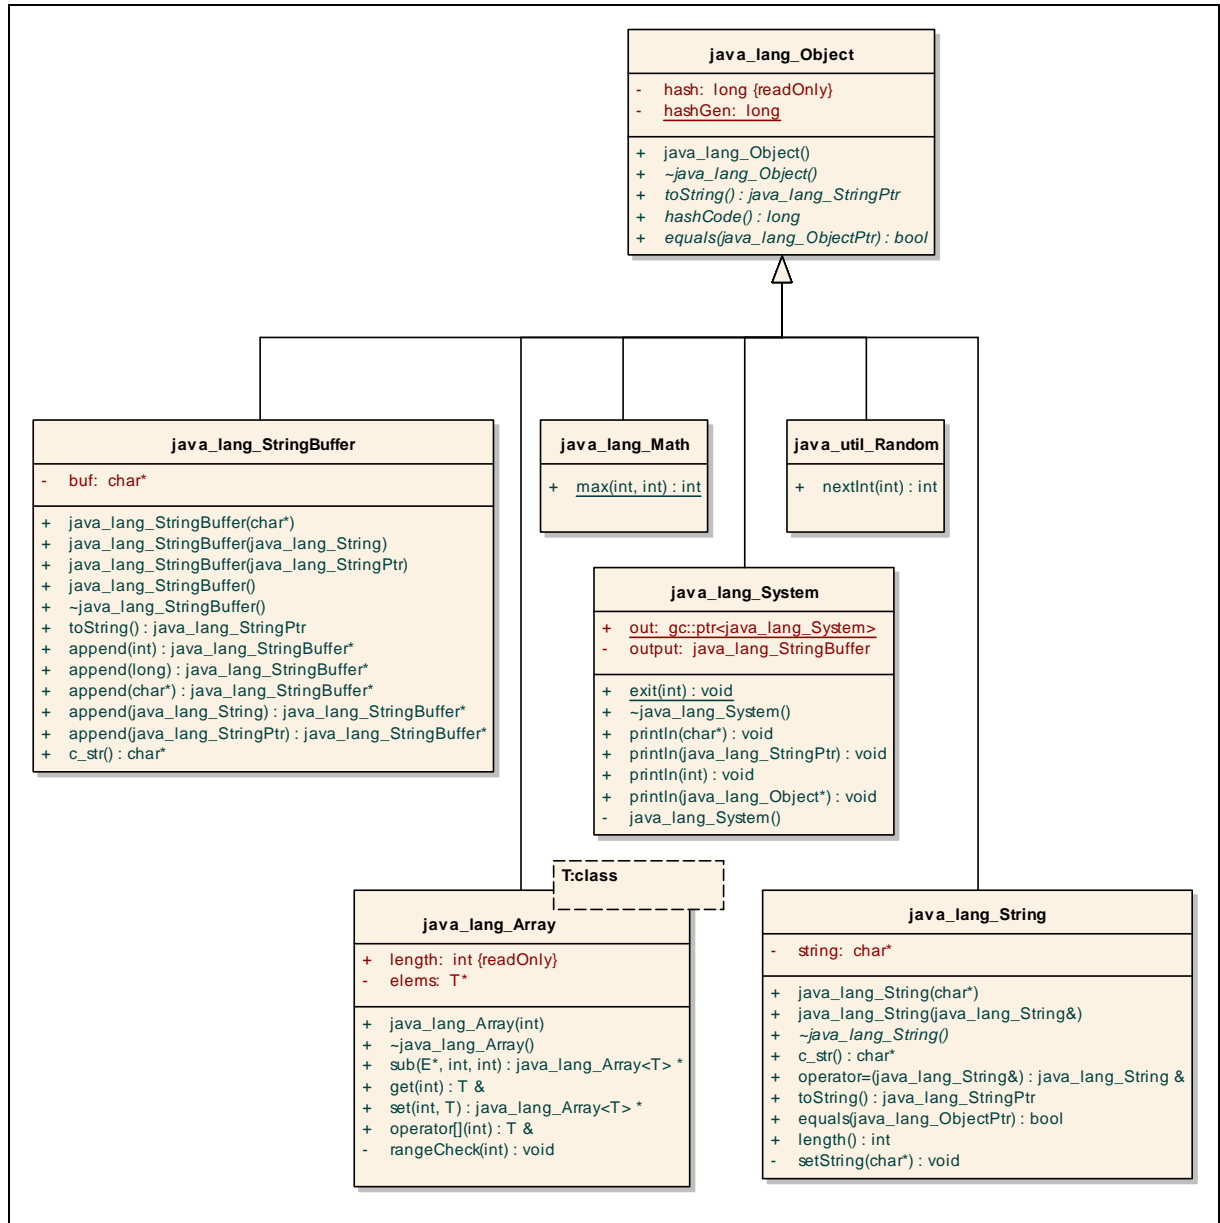 java_lang_Object
- hash: long {readOnly}
- hashGen: long
+ java_lang_Object()
+ ~java_lang_Object()
+ toString() : java_lang_StringPtr
+ hashCode() : long
+ equals(java_lang_ObjectPtr) : bool
java_lang_StringBuffer
- buf: char*
+ java_lang_StringBuffer(char*)
+ java_lang_StringBuffer(java_lang_String)
+ java_lang_StringBuffer(java_lang_StringPtr)
+ java_lang_StringBuffer()
+ ~java_lang_StringBuffer()
+ toString() : java_lang_StringPtr
+ append(int) : java_lang_StringBuffer*
+ append(long) : java_lang_StringBuffer*
+ append(char*) : java_lang_StringBuffer*
+ append(java_lang_String) : java_lang_StringBuffer*
+ append(java_lang_StringPtr) : java_lang_StringBuffer*
+ c_str() : char*
java_lang_Math
+ max(int, int) : int
java_util_Random
+ nextInt(int) : int
java_lang_System
+ out: gc::ptr<java_lang_System>
- output: java_lang_StringBuffer
+ exit(int) : void
+ ~java_lang_System()
+ println(char*) : void
+ println(java_lang_StringPtr) : void
+ println(int) : void
+ println(java_lang_Object*) : void
- java_lang_System()
T:class
java_lang_Array
+ length: int {readOnly}
- elems: T*
+ java_lang_Array(int)
+ ~java_lang_Array()
+ sub(E*, int, int) : java_lang_Array<T> *
+ get(int) : T &
+ set(int, T) : java_lang_Array<T> *
+ operator[](int) : T &
- rangeCheck(int) : void
java_lang_String
- string: char*
+ java_lang_String(char*)
+ java_lang_String(java_lang_String&)
+ ~java_lang_String()
+ c_str() : char*
+ operator=(java_lang_String&) : java_lang_String &
+ toString() : java_lang_StringPtr
+ equals(java_lang_ObjectPtr) : bool
+ length() : int
- setString(char*) : void